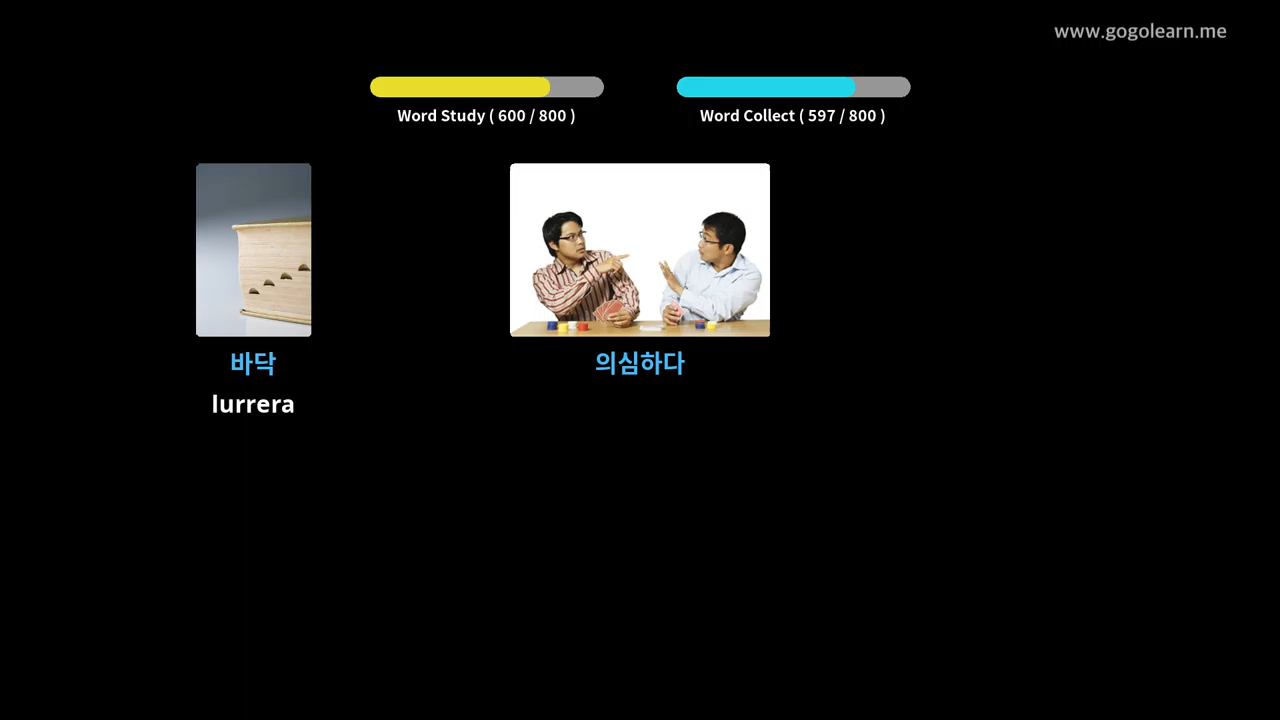 www.gogolearn.me
Word Study ( 600 / 800 )
Word Collect ( 597 / 800 )
바닥
lurrera
의심하다